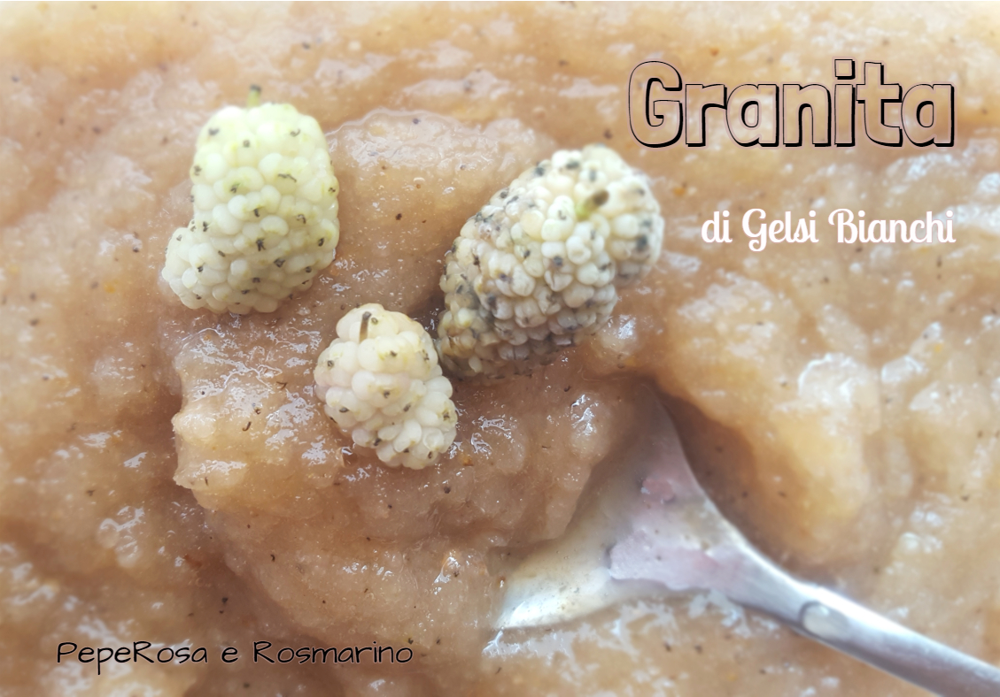 Granita
di Gelsi Bianchi
PepeRosa e Rosmarino